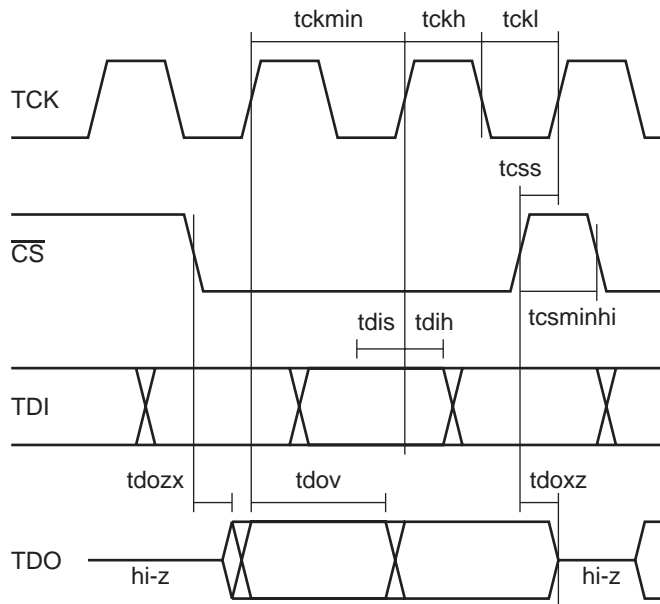 tckmin tckh tckl
TCK
tcss
CS
tcsminhi
tdis tdih
TDI
tdozx tdov tdoxz
TDO
hi-z hi-z